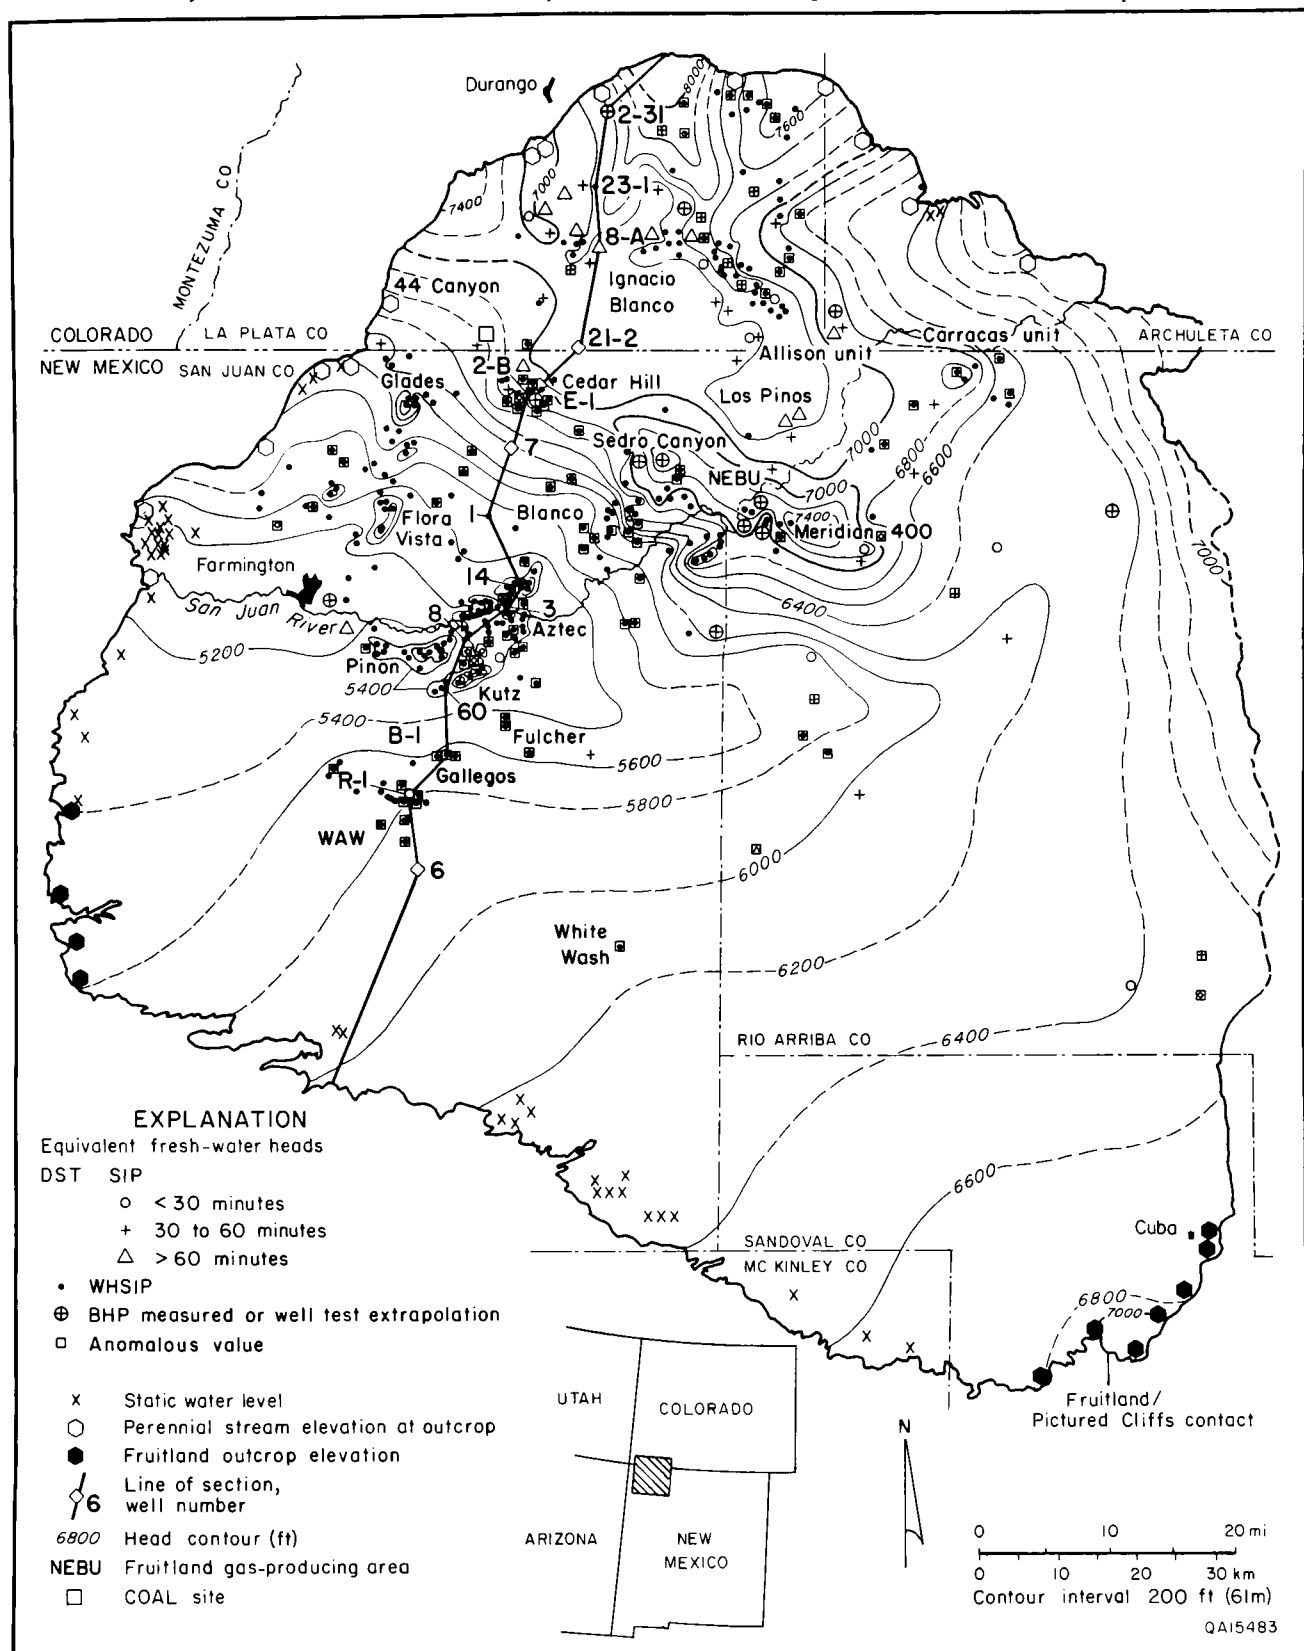 Durango
2-31
8000
7600
MONTEZUMA CO
7000
23-1
7400
8-A
Ignacio
Blanco
44 Canyon
COLORADO
LA PLATA CO
21-2
Carracas unit
ARCHULETA CO
NEW MEXICO
SAN JUAN CO
2-B
Allison unit
Glades
Cedar Hill
E-1
Los Pinos
7
Sedro Canyon
7000
6800
6600
NEBU
7000
7400
Meridian 400
1
Blanco
Flora
Vista
7000
Farmington
14
6400
San Juan River
8
3
Aztec
5200
Pinon
5400
Kutz
5400
60
B-1
Fulcher
5600
R-1
Gallegos
5800
WAW
6
6000
White
Wash
6200
RIO ARRIBA CO
6400
6600
Cuba
SANDOVAL CO
MC KINLEY CO
6800
7000
Fruitland/
Pictured Cliffs contact
EXPLANATION
Equivalent fresh-water heads
DST SIP
< 30 minutes
30 to 60 minutes
> 60 minutes
WHSIP
BHP measured or well test extrapolation
Anomalous value
Static water level
Perennial stream elevation at outcrop
Fruitland outcrop elevation
6 Line of section,
well number
6800 Head contour (ft)
NEBU Fruitland gas-producing area
COAL site
UTAH
COLORADO
ARIZONA
NEW
MEXICO
N
0 10 20 mi
0 10 20 30 km
Contour interval 200 ft (61m)
QA15483